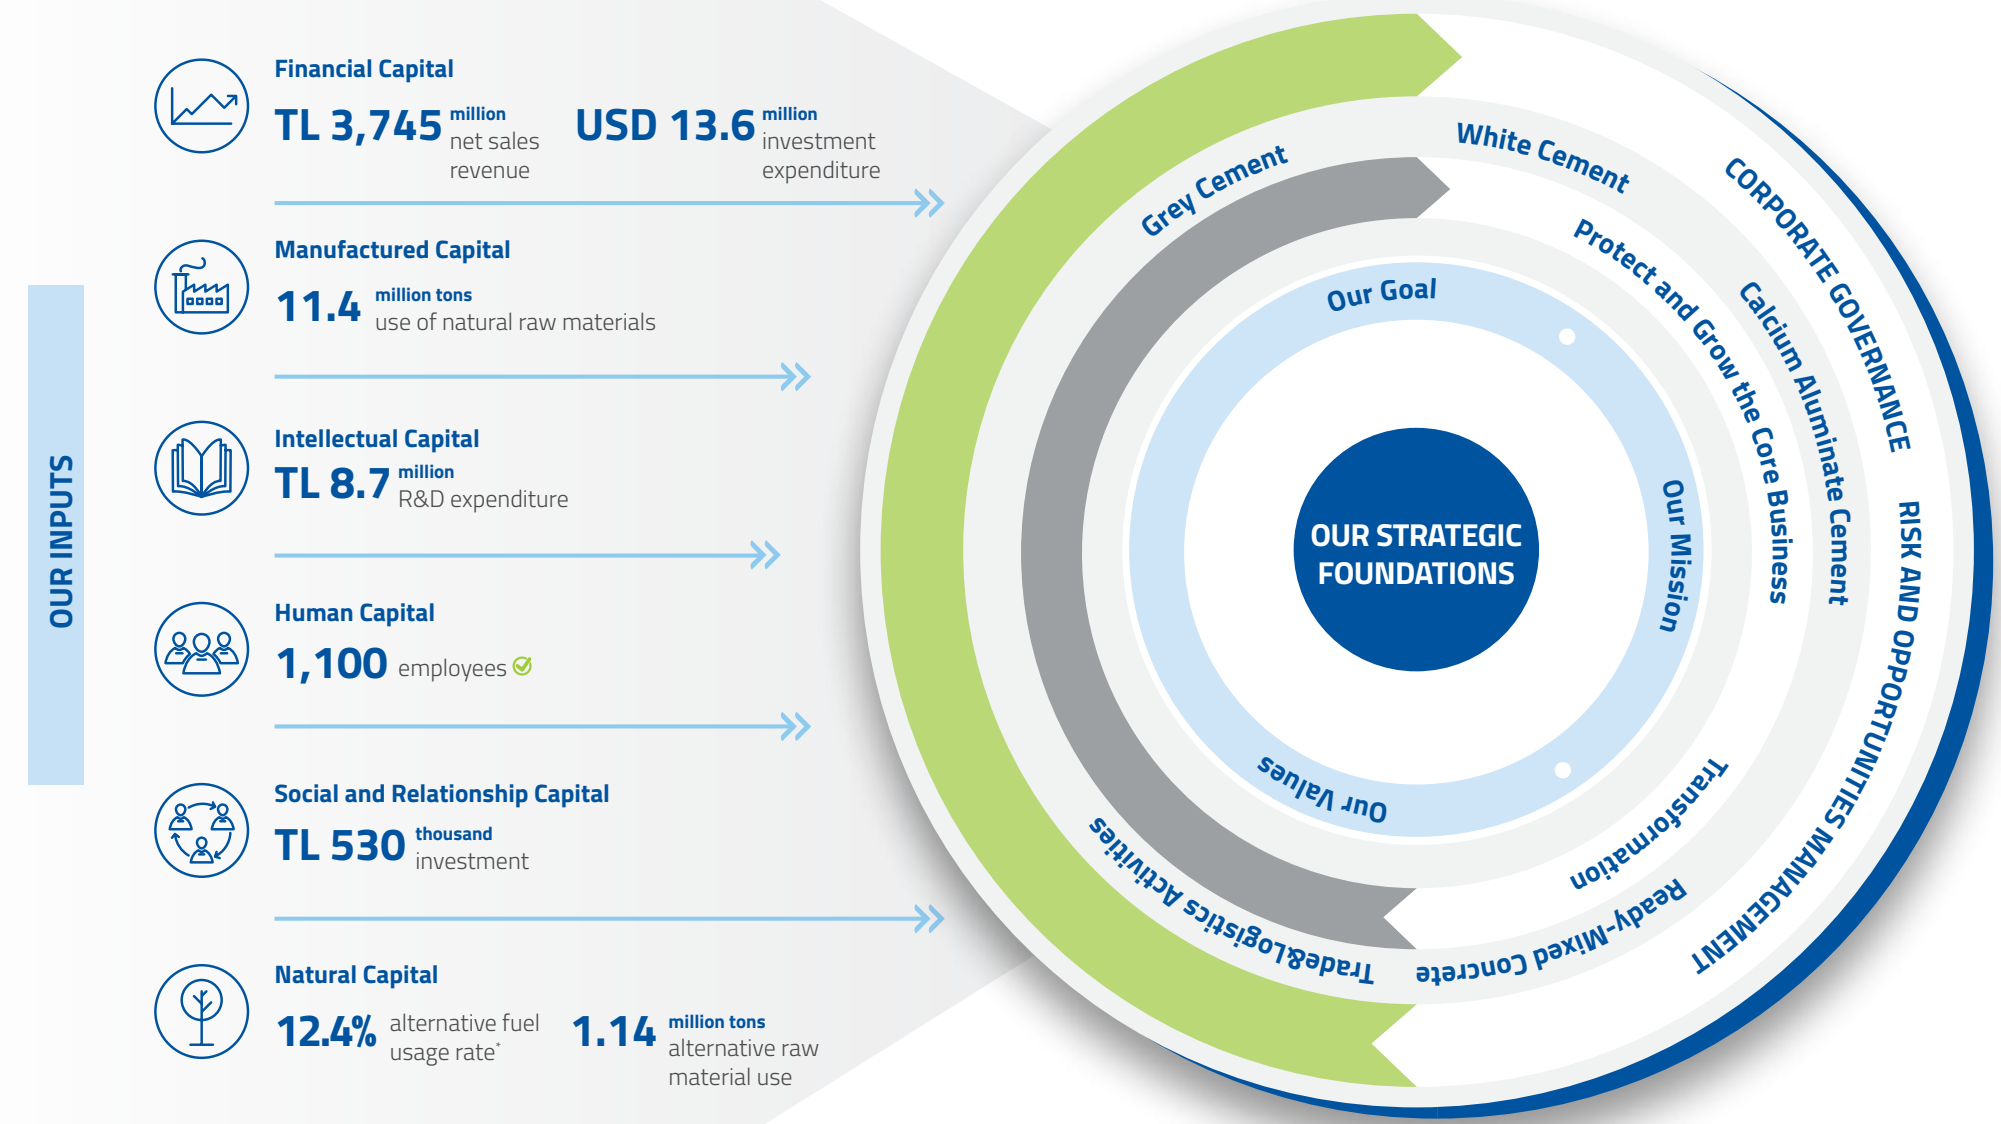 OUR INPUTS
Financial Capital
TL 3,745 million
net sales
revenue
USD 13.6 million
investment
expenditure
Manufactured Capital
11.4 million tons
use of natural raw materials
Intellectual Capital
TL 8.7 million
R&D expenditure
Human Capital
1,100 employees
Social and Relationship Capital
TL 530 thousand
investment
Natural Capital
12.4% alternative fuel
usage rate*
1.14 million tons
alternative raw
material use
CORPORATE GOVERNANCE
RISK AND OPPORTUNITIES MANAGEMENT
Grey Cement
White Cement
Calcium Aluminate Cement
Ready-Mixed Concrete
Trade&Logistics Activities
Protect and Grow the Core Business
Transformation
Our Goal
Our Mission
Our Values
OUR STRATEGIC
FOUNDATIONS